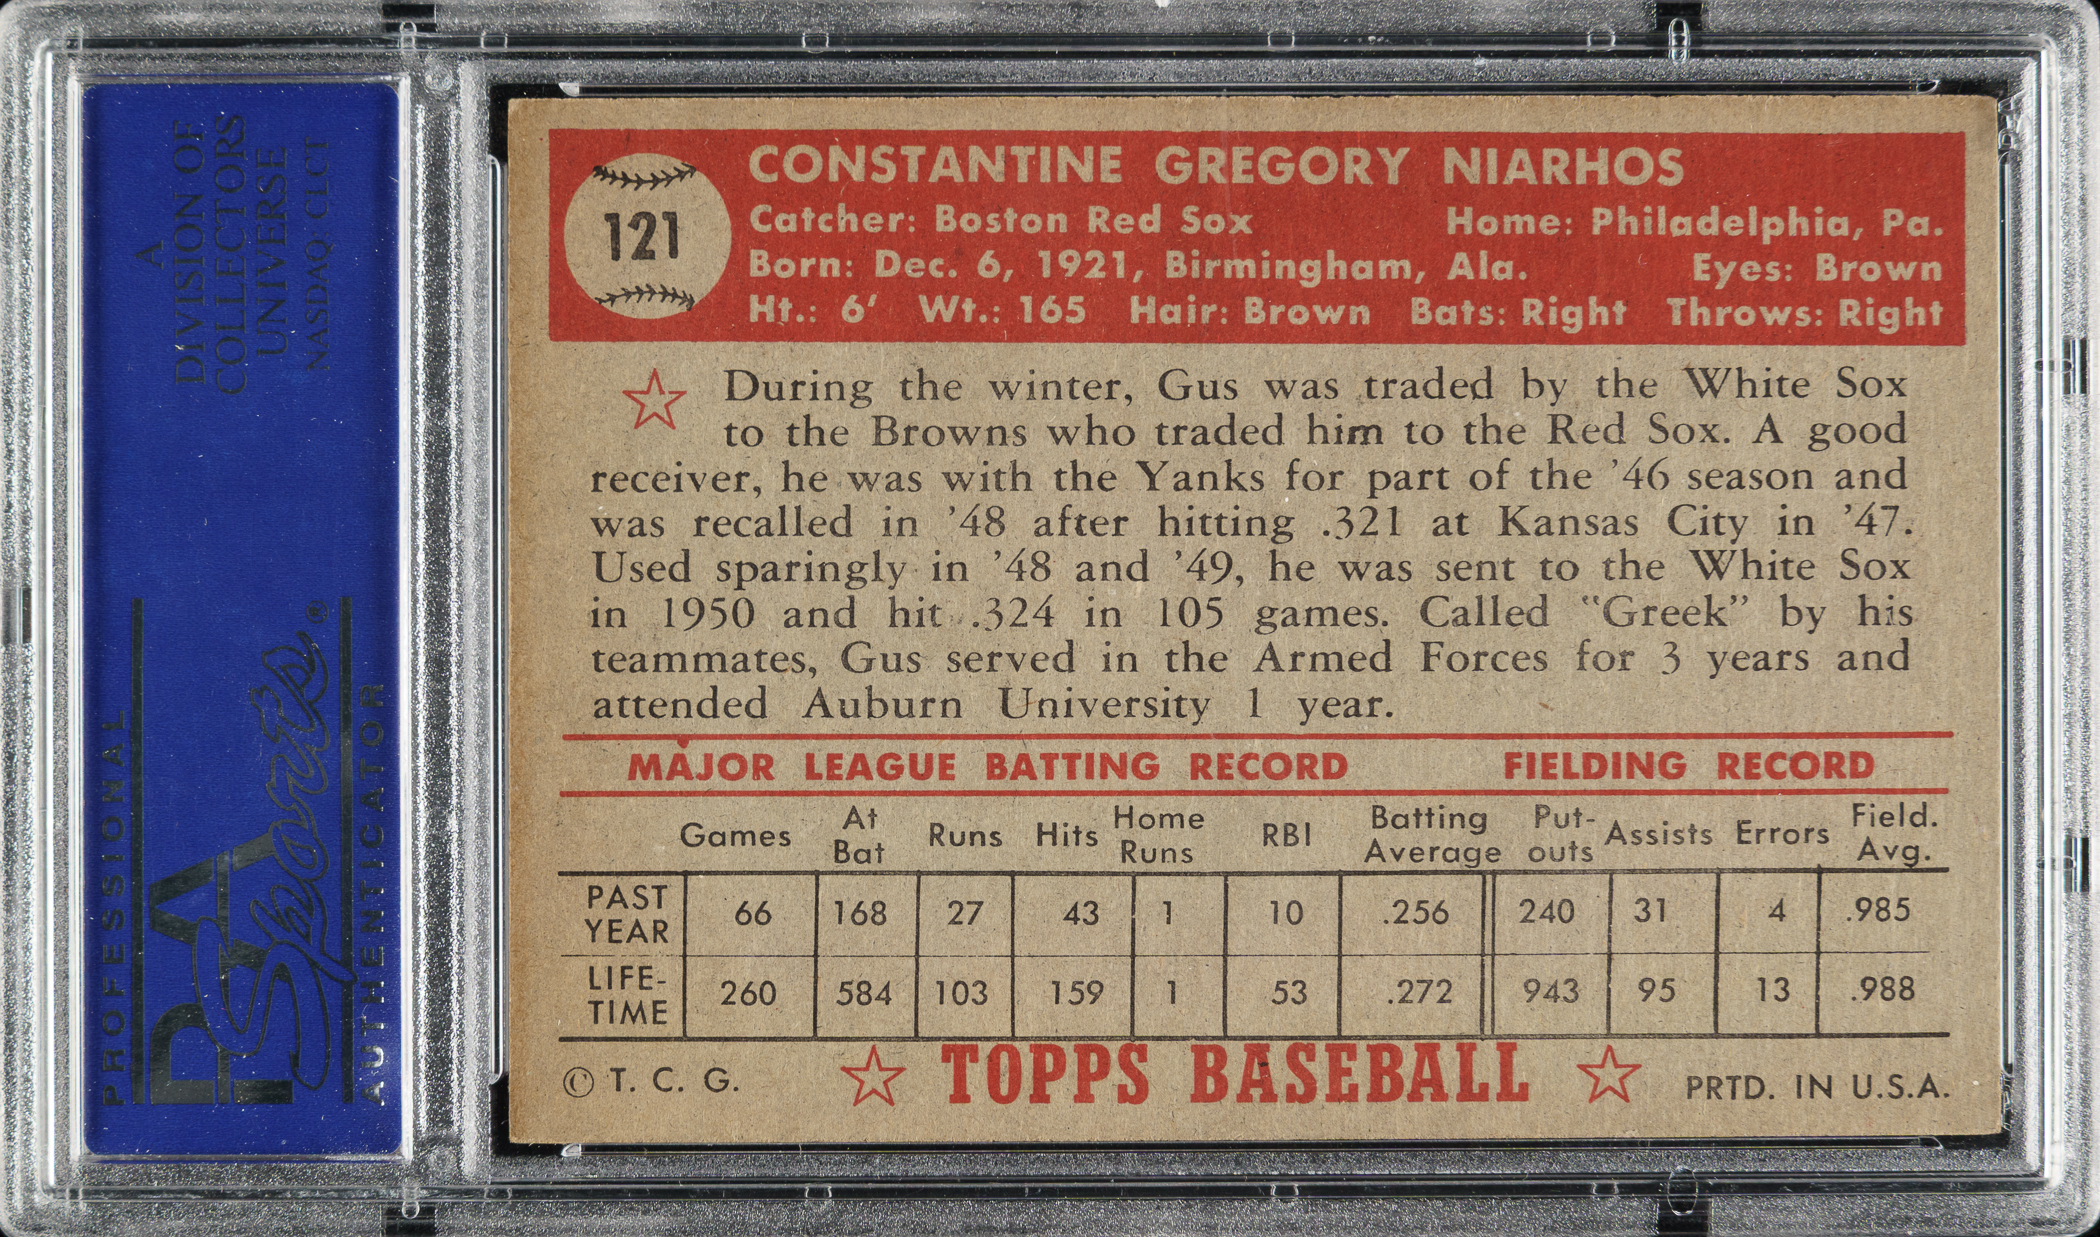 A
DIVISION OF
COLLECTORS
UNIVERSE
NASDAQ: CLCT
PROFESSIONAL
PSA
Sports®
AUTHENTICATOR
121
CONSTANTINE GREGORY NIARHOS
Catcher: Boston Red Sox Home: Philadelphia, Pa.
Born: Dec. 6, 1921, Birmingham, Ala. Eyes: Brown
Ht.: 6' Wt.: 165 Hair: Brown Bats: Right Throws: Right
During the winter, Gus was traded by the White Sox
to the Browns who traded him to the Red Sox. A good
receiver, he was with the Yanks for part of the '46 season and
was recalled in '48 after hitting .321 at Kansas City in '47.
Used sparingly in '48 and '49, he was sent to the White Sox
in 1950 and hit .324 in 105 games. Called "Greek" by his
teammates, Gus served in the Armed Forces for 3 years and
attended Auburn University 1 year.
MAJOR LEAGUE BATTING RECORD FIELDING RECORD
Games At Bat Runs Hits Home Runs RBI Batting Average Put-outs Assists Errors Field. Avg.
PAST YEAR 66 168 27 43 1 10 .256 240 31 4 .985
LIFE-TIME 260 584 103 159 1 53 .272 943 95 13 .988
© T. C. G. TOPPS BASEBALL PRTD. IN U.S.A.